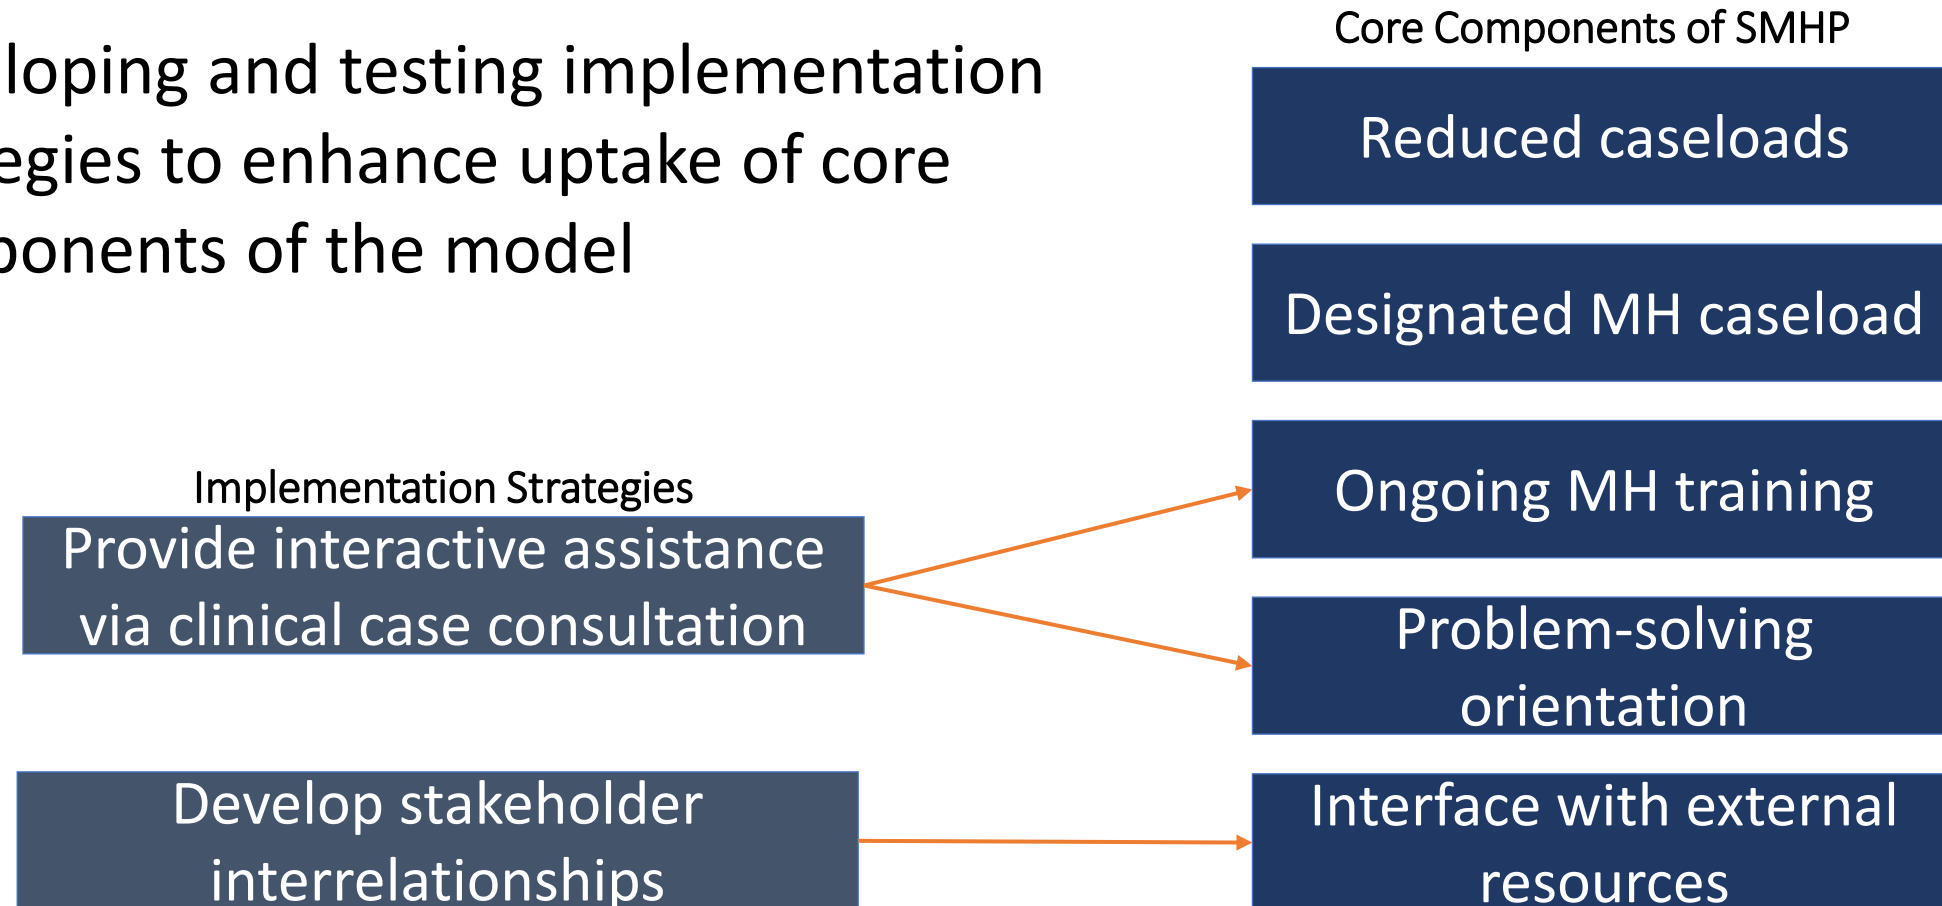 loping and testing implementation
egies to enhance uptake of core
ponents of the model
Implementation Strategies
Provide interactive assistance
via clinical case consultation
Develop stakeholder
interrelationships
Core Components of SMHP
Reduced caseloads
Designated MH caseload
Ongoing MH training
Problem-solving
orientation
Interface with external
resources